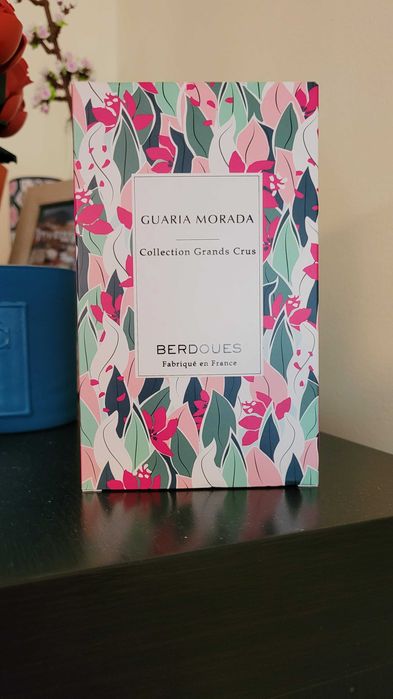 GUARIA MORADA
Collection Grands Crus
BERDOUES
Fabriqué en France